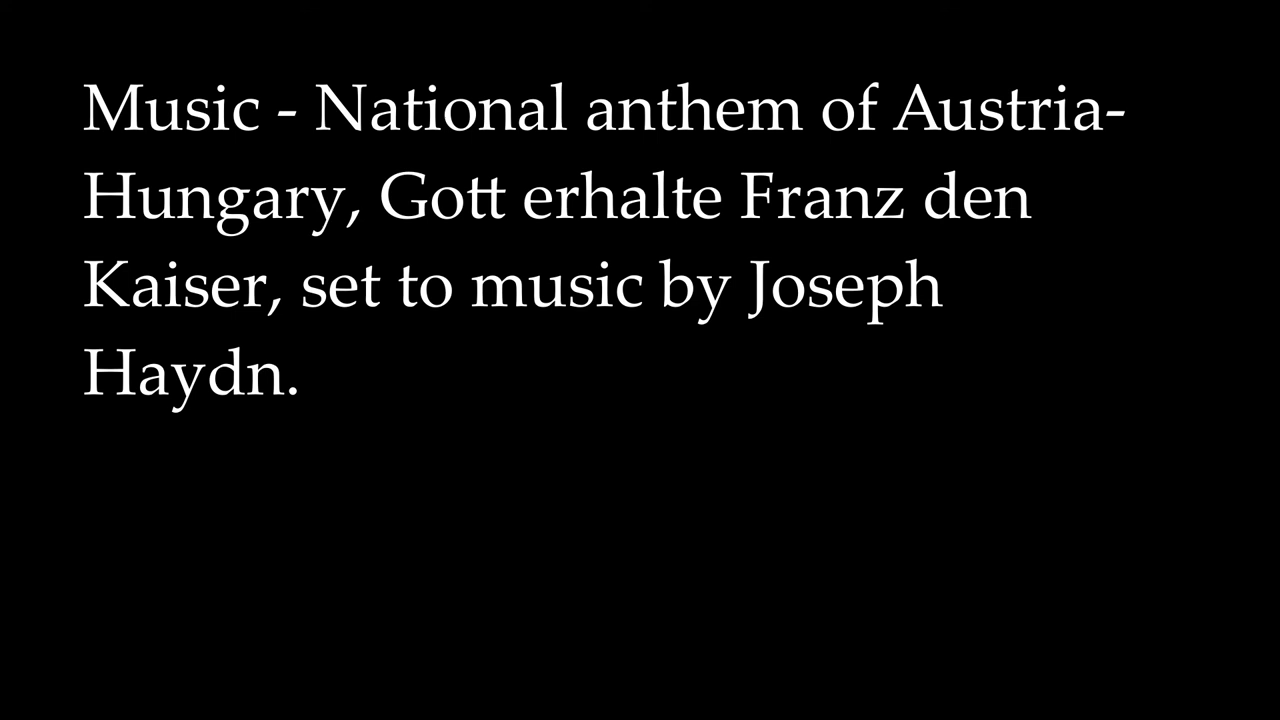 Music - National anthem of Austria-
Hungary, Gott erhalte Franz den
Kaiser, set to music by Joseph
Haydn.